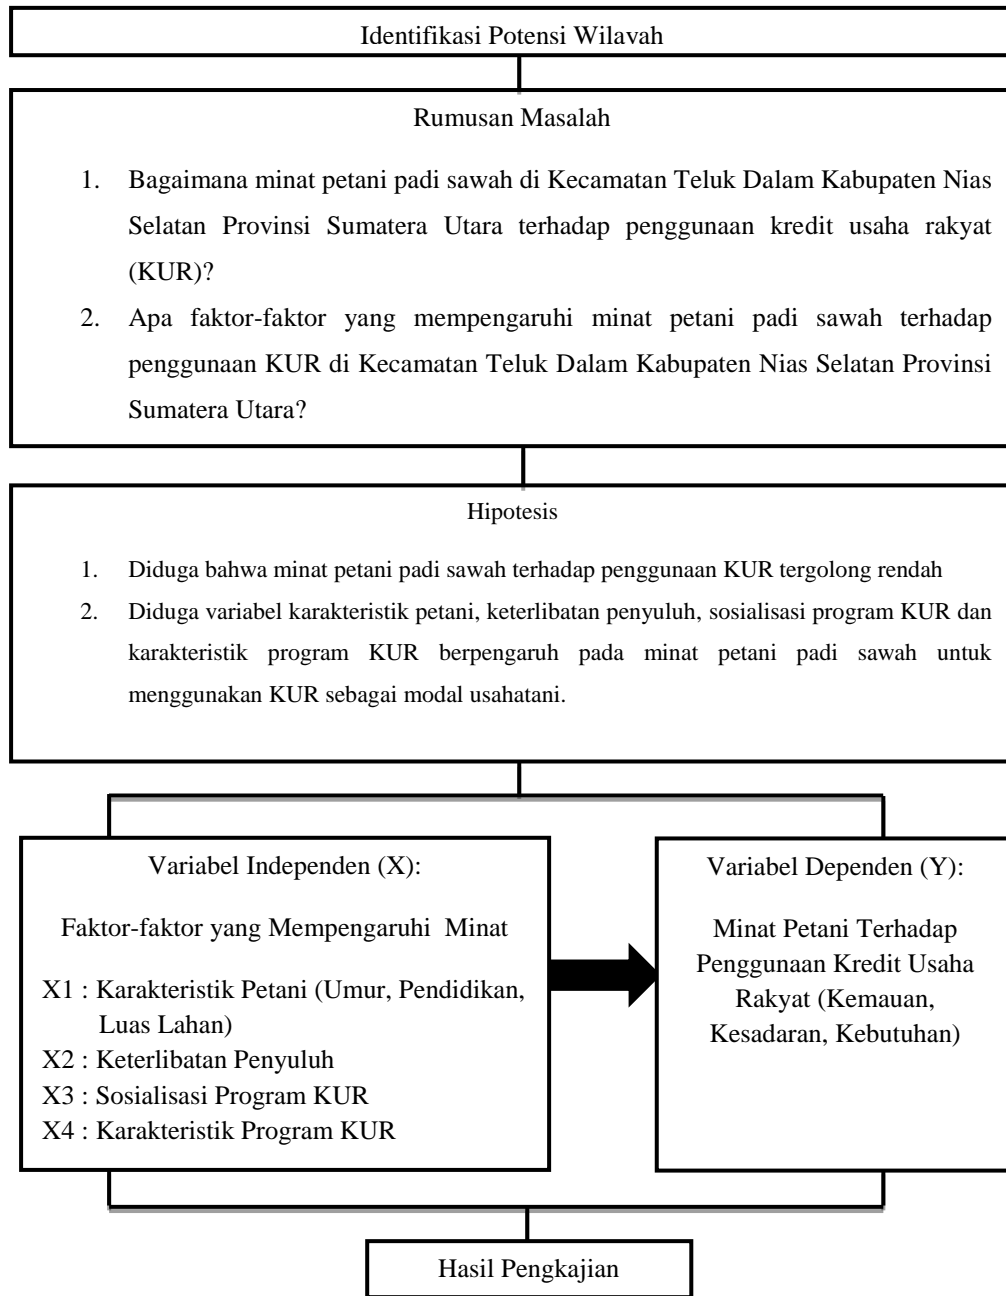 Identifikasi Potensi Wilavah
Rumusan Masalah
1. Bagaimana minat petani padi sawah di Kecamatan Teluk Dalam Kabupaten Nias
Selatan Provinsi Sumatera Utara terhadap penggunaan kredit usaha rakyat
(KUR)?
2. Apa faktor-faktor yang mempengaruhi minat petani padi sawah terhadap
penggunaan KUR di Kecamatan Teluk Dalam Kabupaten Nias Selatan Provinsi
Sumatera Utara?
Hipotesis
1. Diduga bahwa minat petani padi sawah terhadap penggunaan KUR tergolong rendah
2. Diduga variabel karakteristik petani, keterlibatan penyuluh, sosialisasi program KUR dan
karakteristik program KUR berpengaruh pada minat petani padi sawah untuk
menggunakan KUR sebagai modal usahatani.
Variabel Independen (X):
Faktor-faktor yang Mempengaruhi Minat
X1 : Karakteristik Petani (Umur, Pendidikan,
Luas Lahan)
X2 : Keterlibatan Penyuluh
X3 : Sosialisasi Program KUR
X4 : Karakteristik Program KUR
Variabel Dependen (Y):
Minat Petani Terhadap
Penggunaan Kredit Usaha
Rakyat (Kemauan,
Kesadaran, Kebutuhan)
Hasil Pengkajian